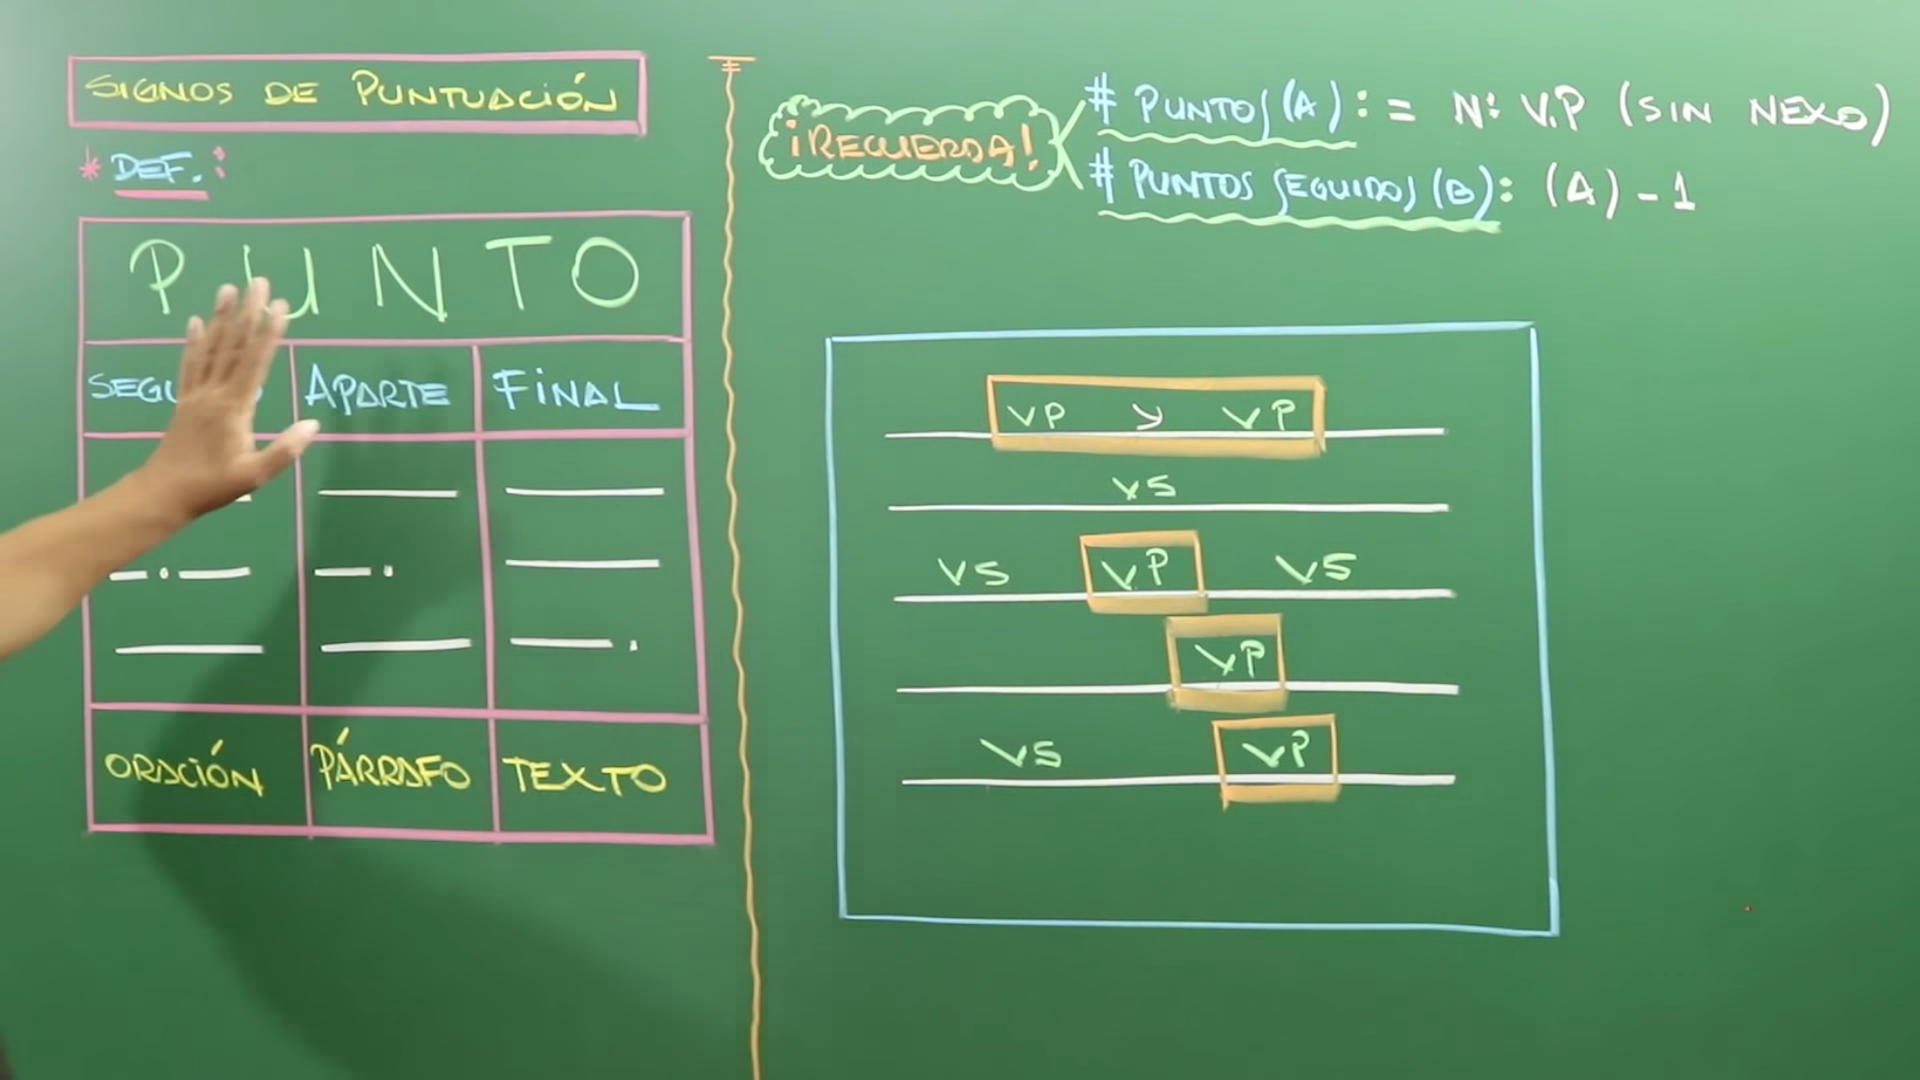 SIGNOS DE PUNTUACIÓN
* DEF.:
PUNTO
APARTE
FINAL
ORACIÓN
PÁRRAFO
TEXTO
¡RECUERDA!
# PUNTOS (A): = N: V.P (SIN NEXO)
# PUNTOS SEGUIDOS (B): (A) - 1
VP Y VP
VS
VS VP VS
VP
VS VP